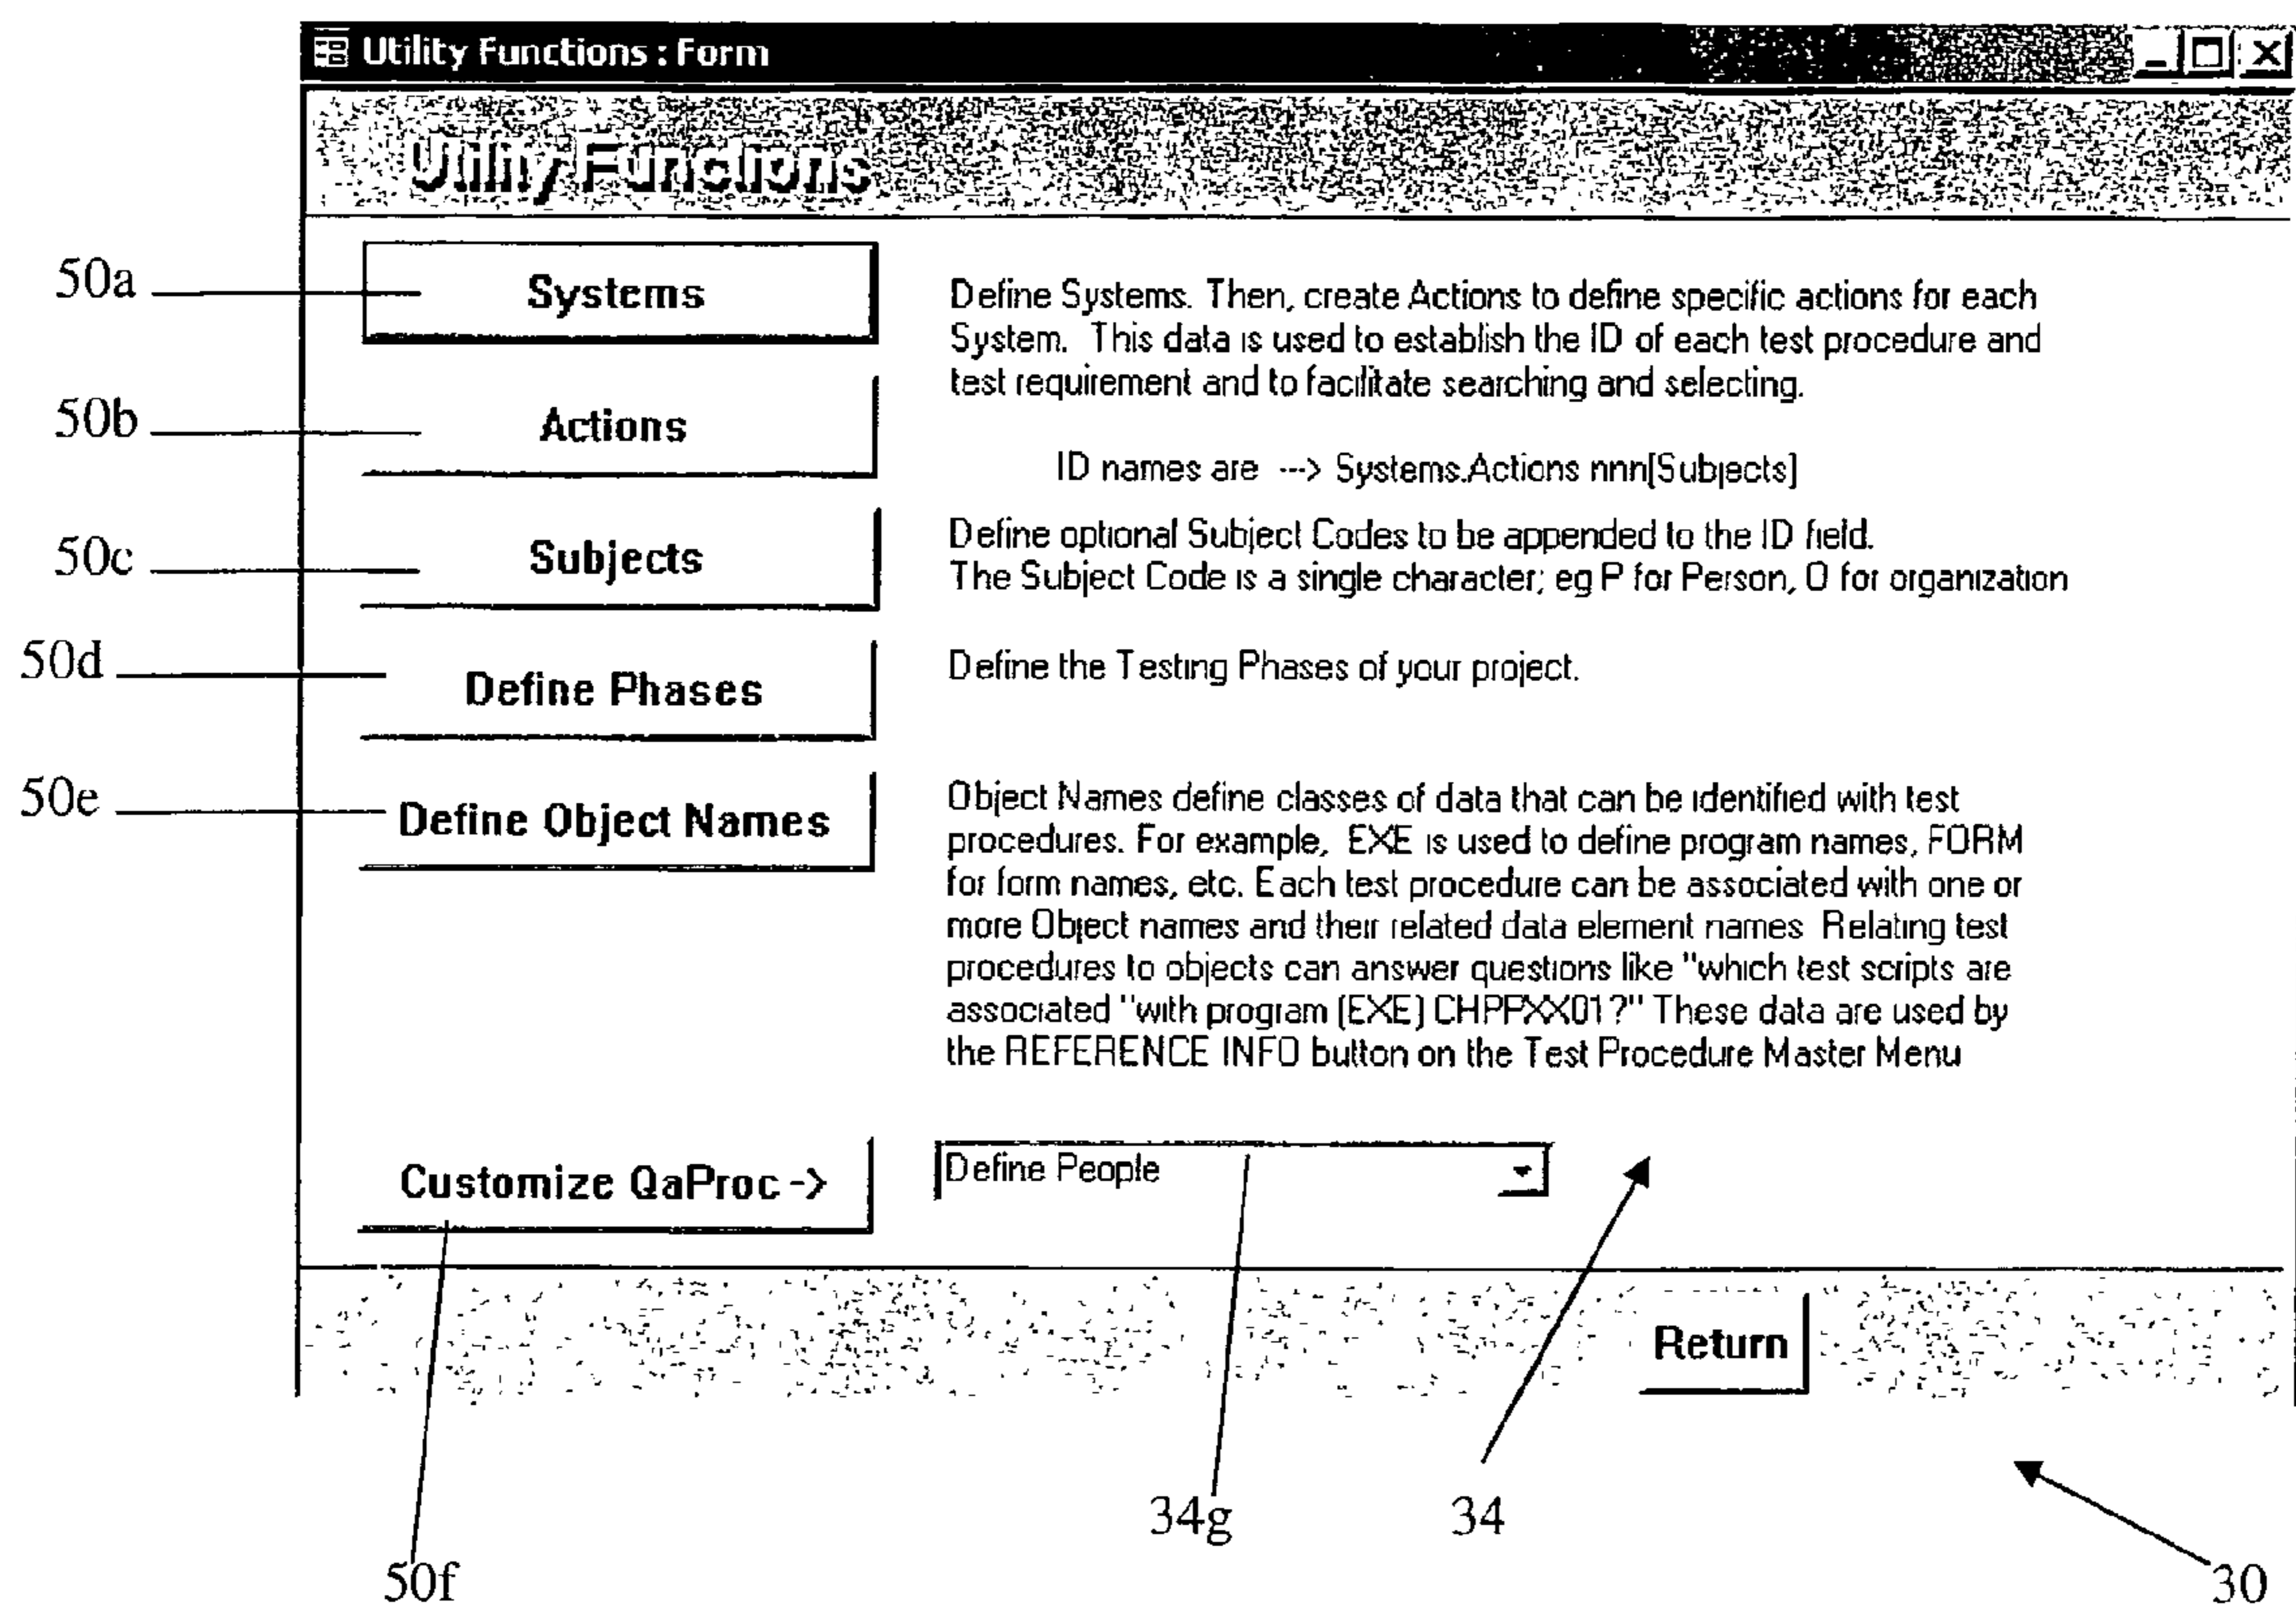 Utility Functions : Form
Utility Functions
50a
Systems
Define Systems. Then, create Actions to define specific actions for each
System. This data is used to establish the ID of each test procedure and
test requirement and to facilitate searching and selecting.
50b
Actions
ID names are ---> Systems.Actions nnn[Subjects]
50c
Subjects
Define optional Subject Codes to be appended to the ID field.
The Subject Code is a single character; eg P for Person, O for organization
50d
Define Phases
Define the Testing Phases of your project.
50e
Define Object Names
Object Names define classes of data that can be identified with test
procedures. For example, EXE is used to define program names, FORM
for form names, etc. Each test procedure can be associated with one or
more Object names and their related data element names Relating test
procedures to objects can answer questions like "which test scripts are
associated "with program (EXE) CHPPXX01?" These data are used by
the REFERENCE INFO button on the Test Procedure Master Menu
Customize QaProc ->
Define People
Return
34g
34
50f
30